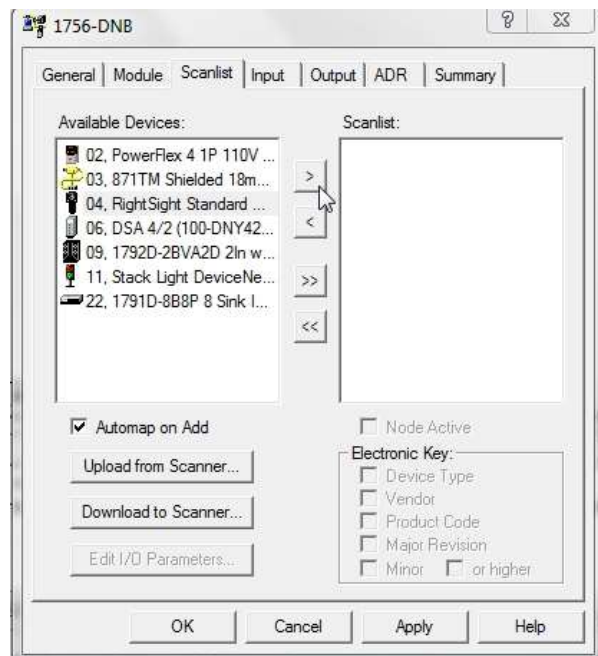 1756-DNB
General Module Scanlist Input Output ADR Summary
Available Devices:
Scanlist:
02, PowerFlex 4 1P 110V ...
03, 871TM Shielded 18m...
04, RightSight Standard ...
06, DSA 4/2 (100-DNY42...
09, 1792D-2BVA2D 2In w...
11, Stack Light DeviceNe...
22, 1791D-8B8P 8 Sink I...
>
<
>>
<<
Automap on Add
Upload from Scanner...
Download to Scanner...
Edit I/O Parameters...
Node Active
Electronic Key:
Device Type
Vendor
Product Code
Major Revision
Minor or higher
OK Cancel Apply Help